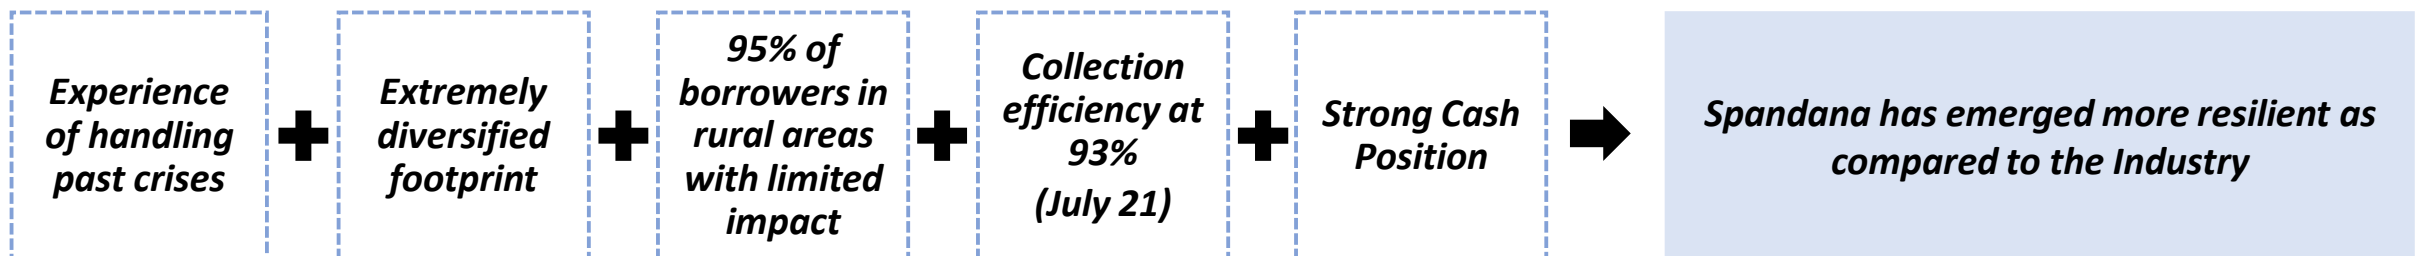 Experience
of handling
past crises
Extremely
diversified
footprint
95% of
borrowers in
rural areas
with limited
impact
Collection
efficiency at
93%
(July 21)
Strong Cash
Position
Spandana has emerged more resilient as
compared to the Industry